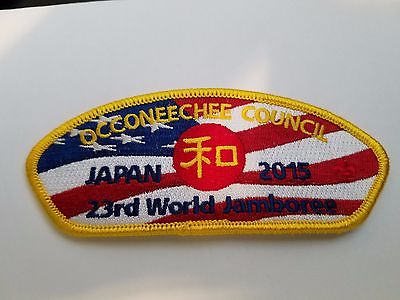 OCCONEECHEE COUNCIL
和
JAPAN 2015
23rd World Jamboree